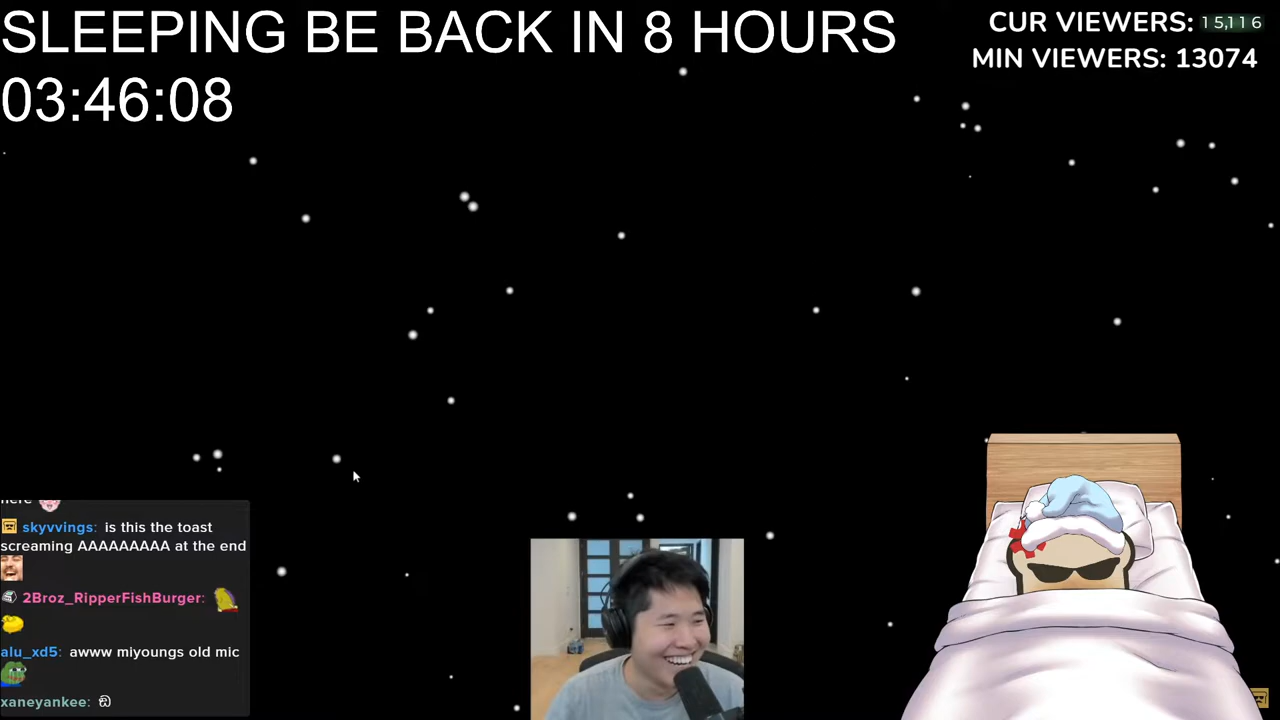 SLEEPING BE BACK IN 8 HOURS
03:46:08
CUR VIEWERS: 15,116
MIN VIEWERS: 13074
here
skyvvings: is this the toast
screaming AAAAAAAAA at the end
2Broz_RipperFishBurger:
alu_xd5: awww miyoungs old mic
xaneyankee: